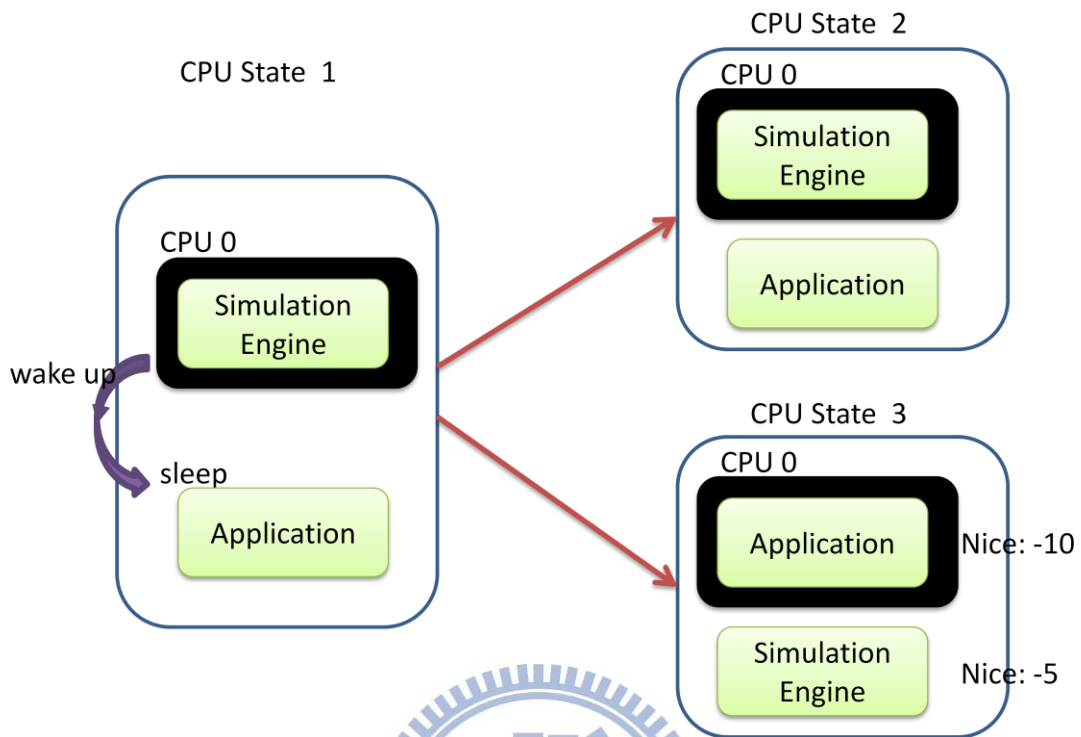 CPU State 1
CPU 0
Simulation
Engine
wake up
sleep
Application
CPU State 2
CPU 0
Simulation
Engine
Application
CPU State 3
CPU 0
Application
Nice: -10
Simulation
Engine
Nice: -5